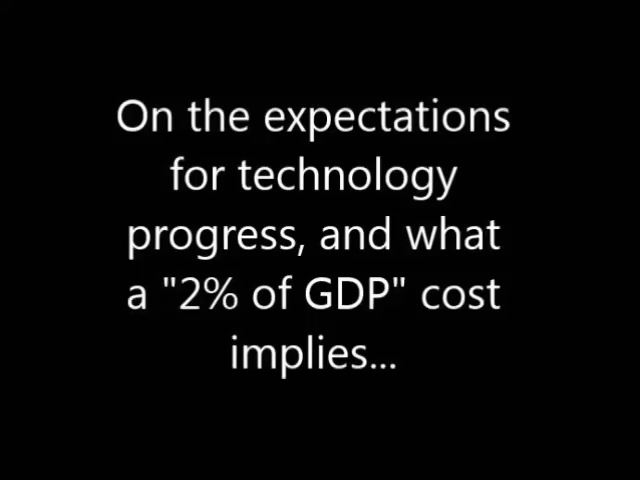 On the expectations
for technology
progress, and what
a "2% of GDP" cost
implies...